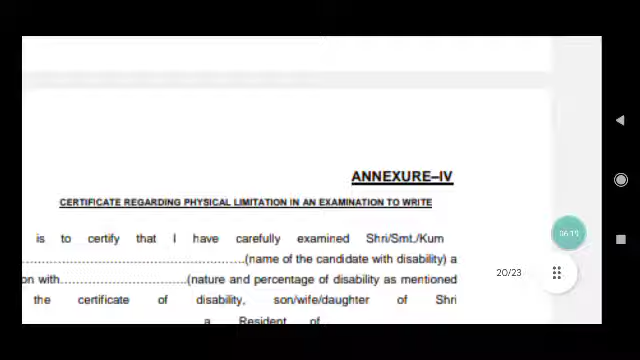 ANNEXURE–IV
CERTIFICATE REGARDING PHYSICAL LIMITATION IN AN EXAMINATION TO WRITE
is to certify that I have carefully examined Shri/Smt./Kum
..............................................(name of the candidate with disability) a
on with................................(nature and percentage of disability as mentioned
20/23
the certificate of disability, son/wife/daughter of Shri
a Resident of